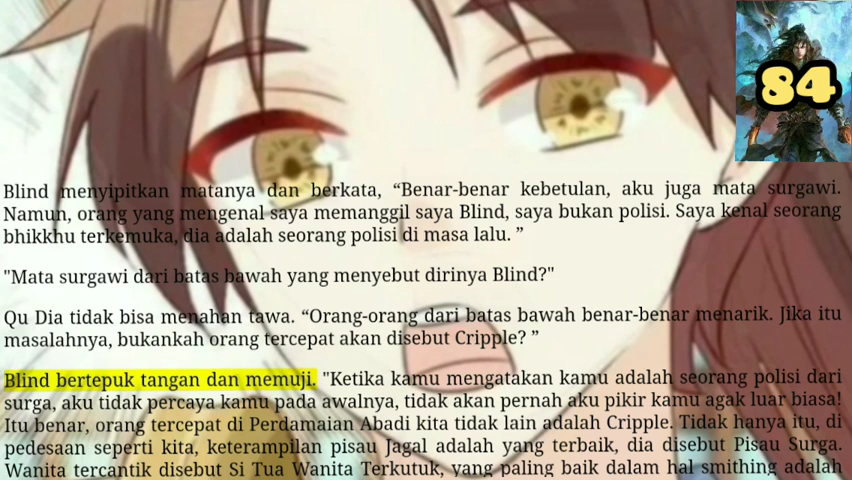 84
Blind menyipitkan matanya dan berkata, “Benar-benar kebetulan, aku juga mata surgawi.
Namun, orang yang mengenal saya memanggil saya Blind, saya bukan polisi. Saya kenal seorang
bhikkhu terkemuka, dia adalah seorang polisi di masa lalu. ”
"Mata surgawi dari batas bawah yang menyebut dirinya Blind?"
Qu Dia tidak bisa menahan tawa. “Orang-orang dari batas bawah benar-benar menarik. Jika itu
masalahnya, bukankah orang tercepat akan disebut Cripple? ”
Blind bertepuk tangan dan memuji. "Ketika kamu mengatakan kamu adalah seorang polisi dari
surga, aku tidak percaya kamu pada awalnya, tidak akan pernah aku pikir kamu agak luar biasa!
Itu benar, orang tercepat di Perdamaian Abadi kita tidak lain adalah Cripple. Tidak hanya itu, di
pedesaan seperti kita, keterampilan pisau Jagal adalah yang terbaik, dia disebut Pisau Surga.
Wanita tercantik disebut Si Tua Wanita Terkutuk, yang paling baik dalam hal smithing adalah